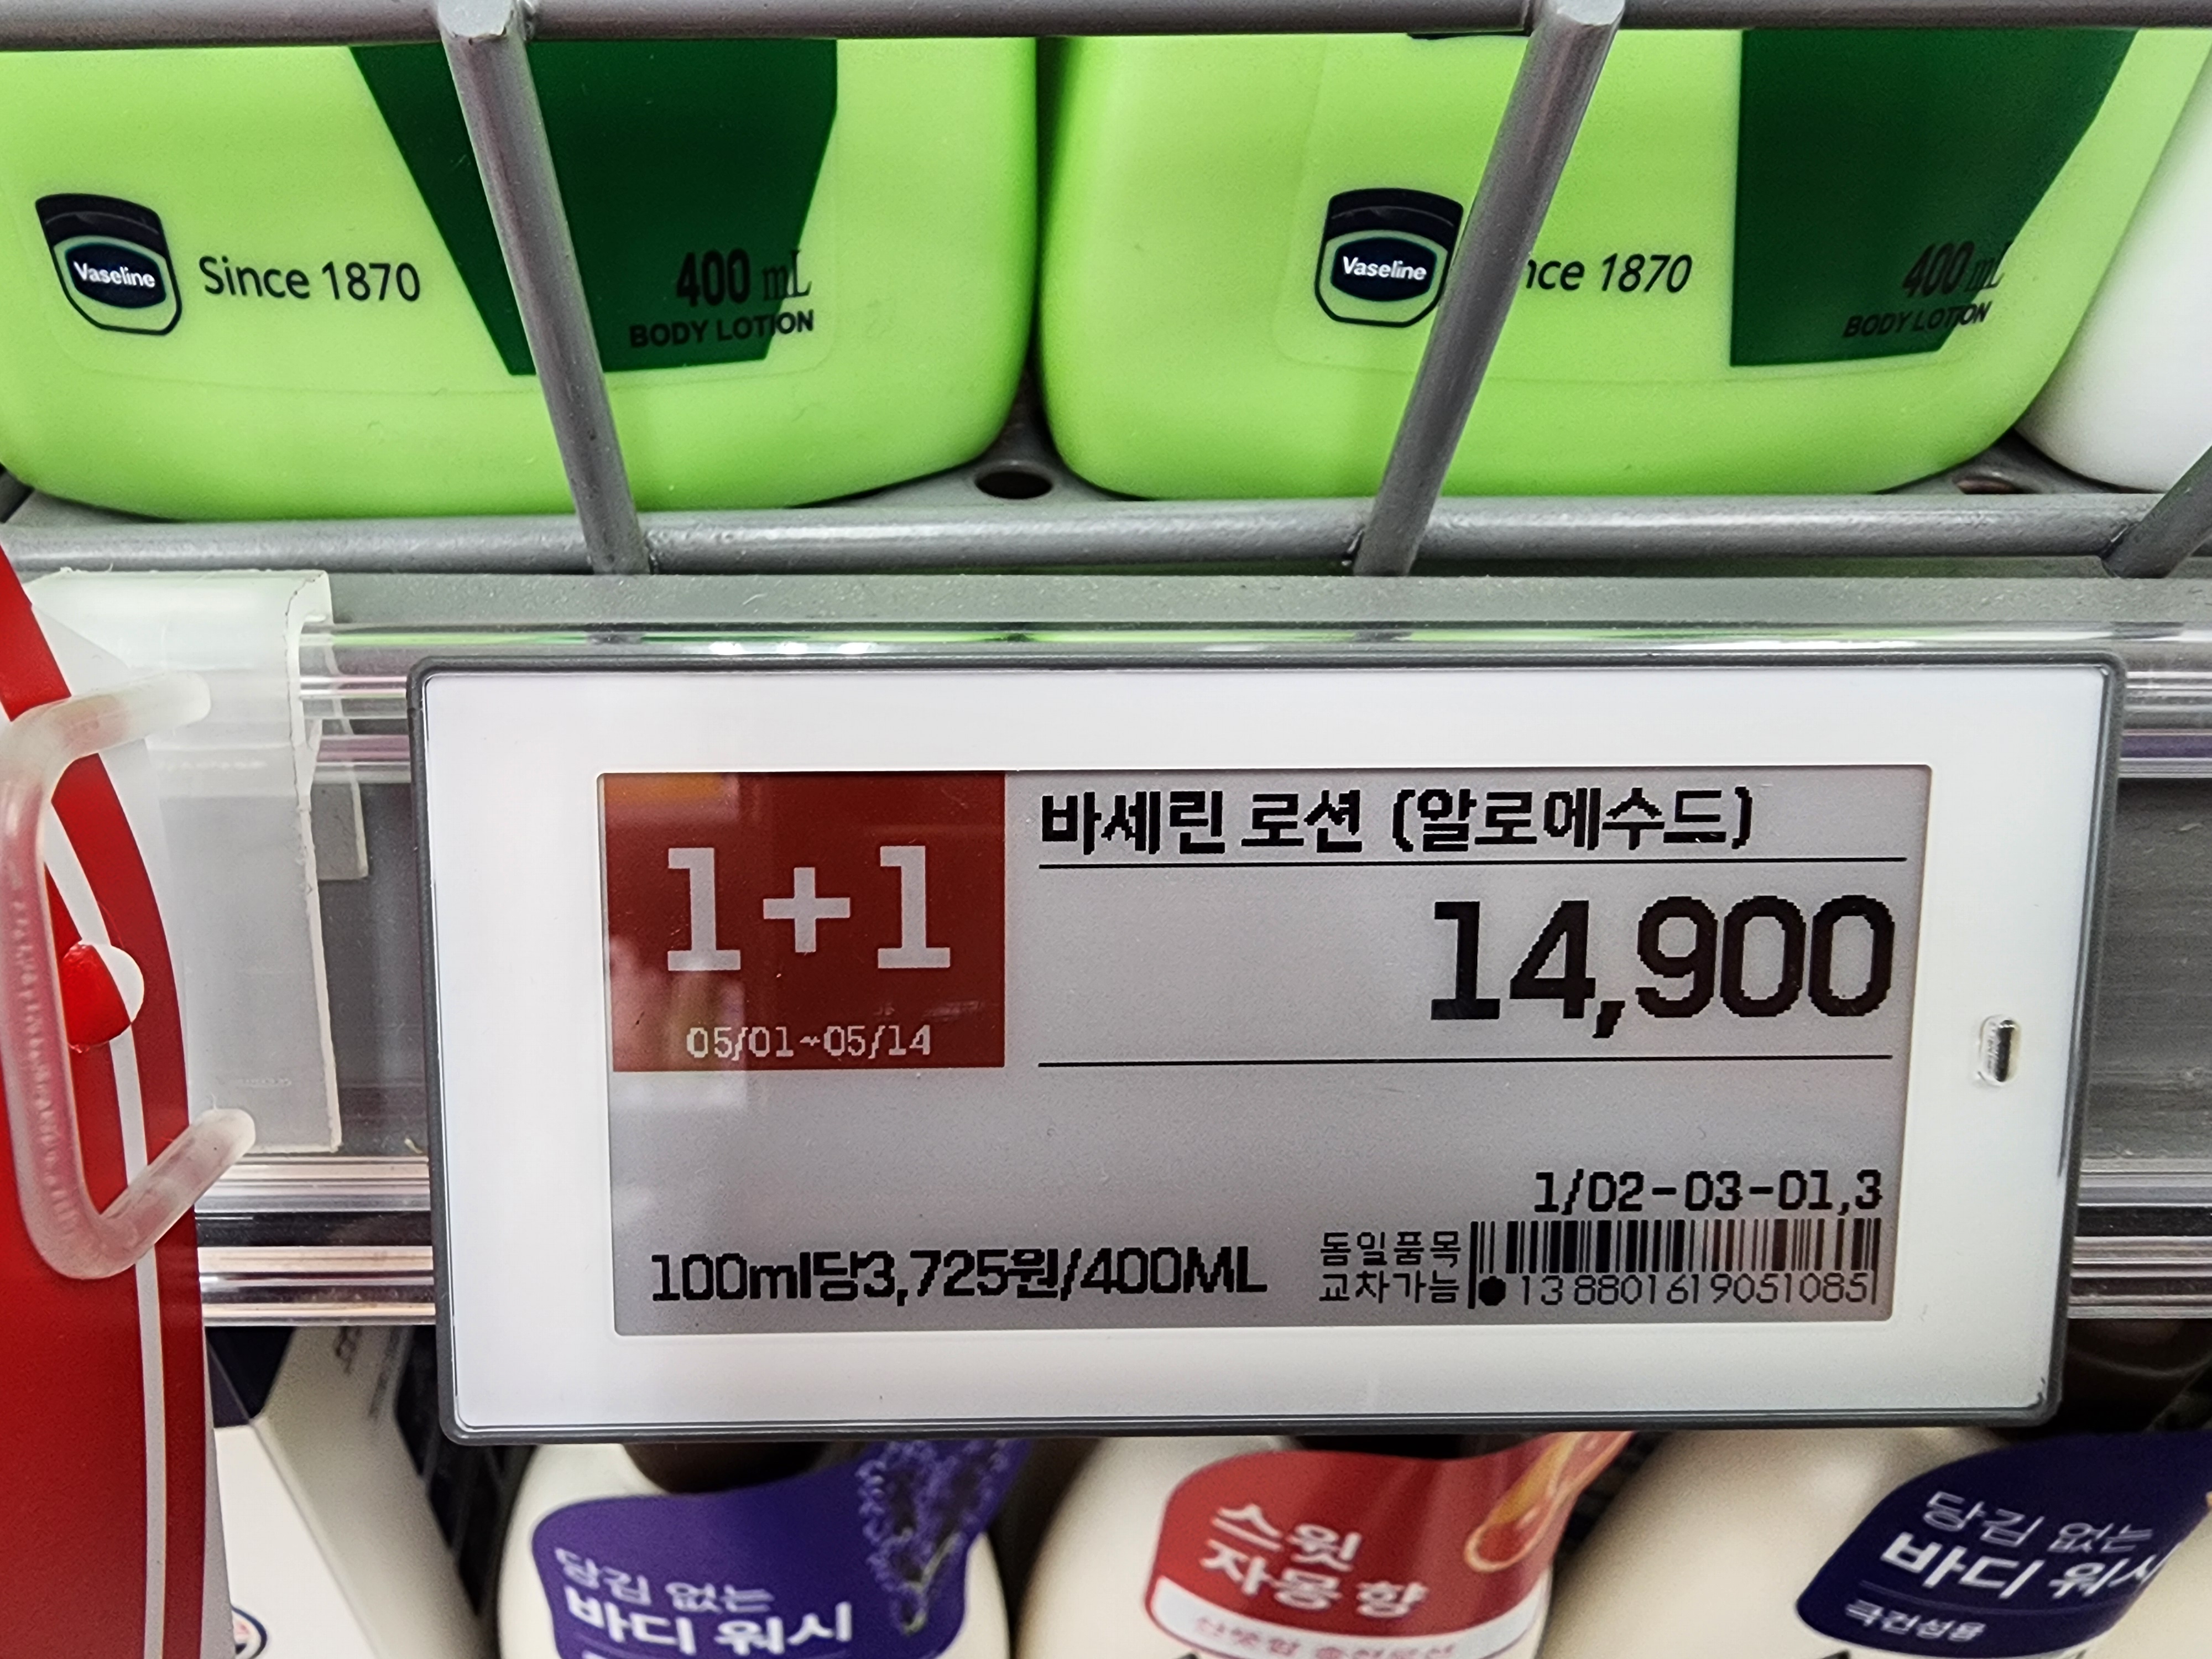 Vaseline
Since 1870
400 mL
BODY LOTION
Vaseline
nce 1870
400 mL
BODY LOTION
1+1
05/01~05/14
바세린 로션 (알로에수드)
14,900
1/02-03-01,3
100ml당3,725원/400ML
동일품목
교차가능
13 8801619051085
당김 없는
바디 워시
스윗
자몽 향
당김 없는
바디 워시
극건성용